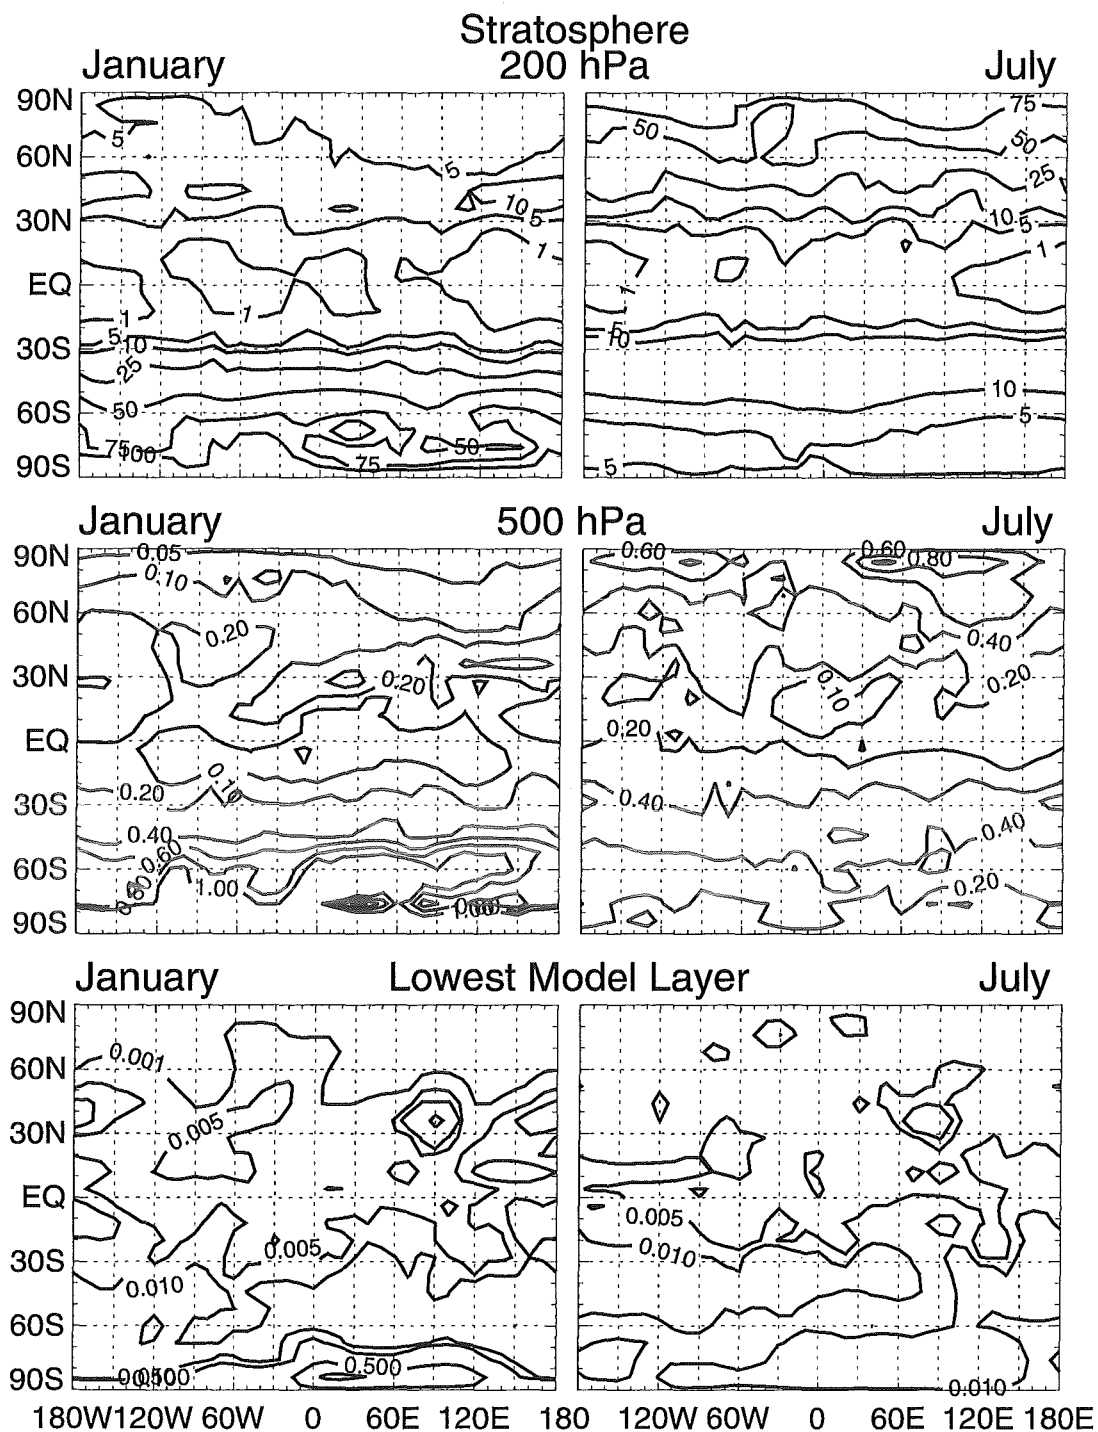 Stratosphere
January 200 hPa July
90N
60N
30N
EQ
30S
60S
90S
5
5
10 5
1
1
1
5 10
25
50
75
50
75
75
50
50
25
10 5
1
5
10
10
5
5
January 500 hPa July
90N
60N
30N
EQ
30S
60S
90S
0.05
0.10
0.20
0.20
0.10
0.20
0.40
0.60
0.80
1.00
0.60
0.60
0.80
0.40
0.20
0.10
0.20
0.40
0.40
0.20
January Lowest Model Layer July
90N
60N
30N
EQ
30S
60S
90S
0.001
0.005
0.005
0.010
0.500
0.005
0.010
0.010
180W 120W 60W 0 60E 120E 180 120W 60W 0 60E 120E 180E